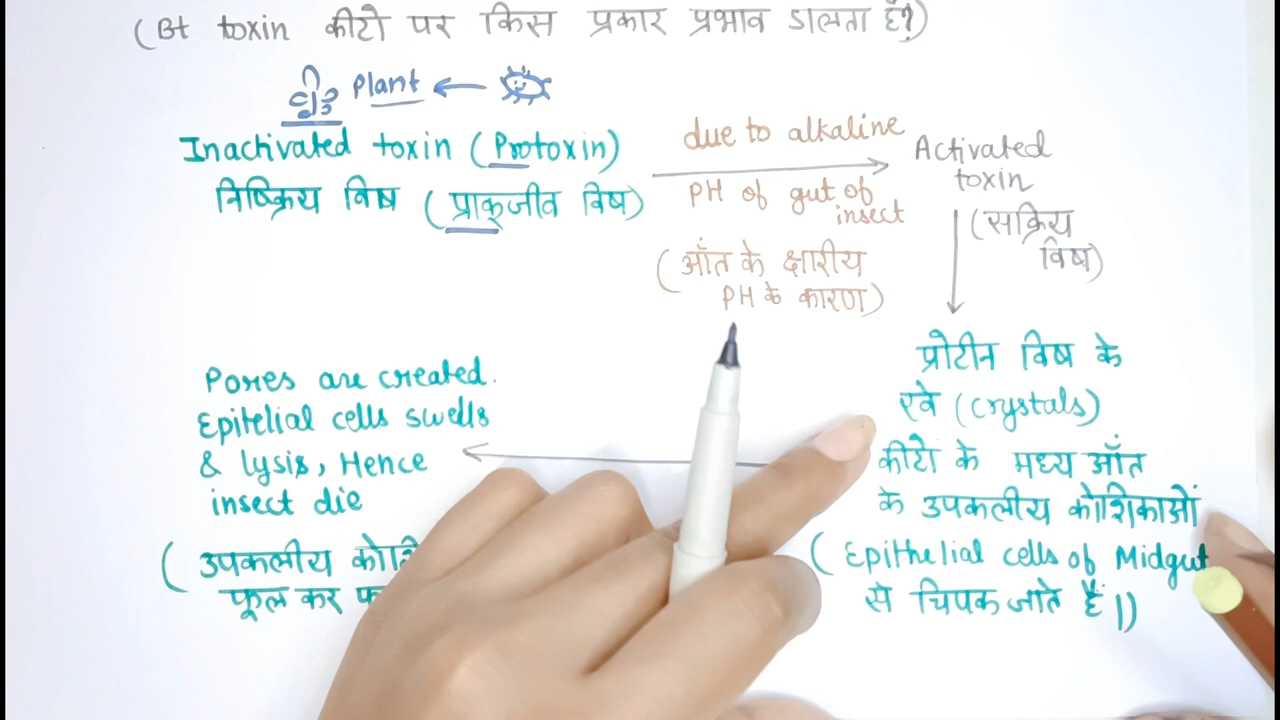 (Bt toxin कीटो पर किस प्रकार प्रभाव डालता है?)
Plant
Inactivated toxin (Protoxin)
निष्क्रिय विष (प्राक्जीव विष)
due to alkaline
PH of gut of
insect
(आँत के क्षारीय
PH के कारण)
Activated
toxin
(सक्रिय
विष)
प्रोटीन विष के
रवे (Crystals)
कीटो के मध्य आँत
के उपकलीय कोशिकाओं
(Epithelial cells of Midgut
से चिपक जाते हैं।)
Pores are created.
Epitelial cells swells
& lysis, Hence
insect die
(उपकलीय
फूल कर